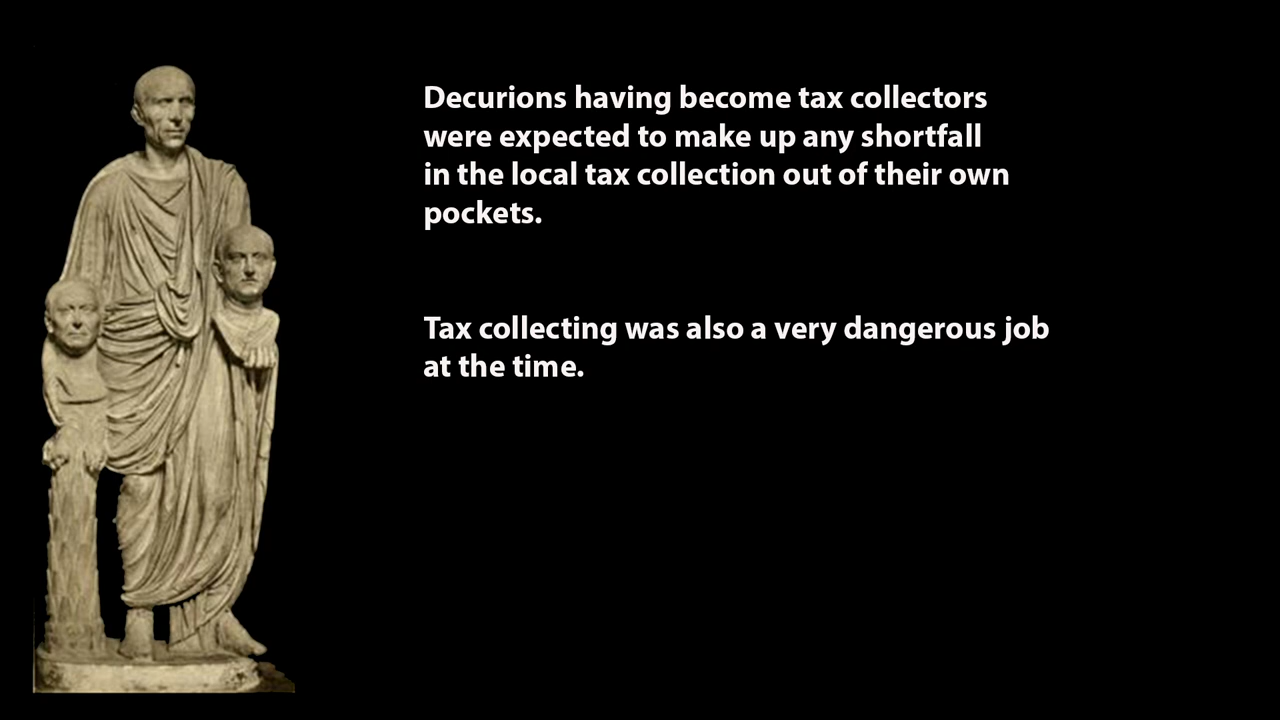 Decurions having become tax collectors
were expected to make up any shortfall
in the local tax collection out of their own
pockets.
Tax collecting was also a very dangerous job
at the time.